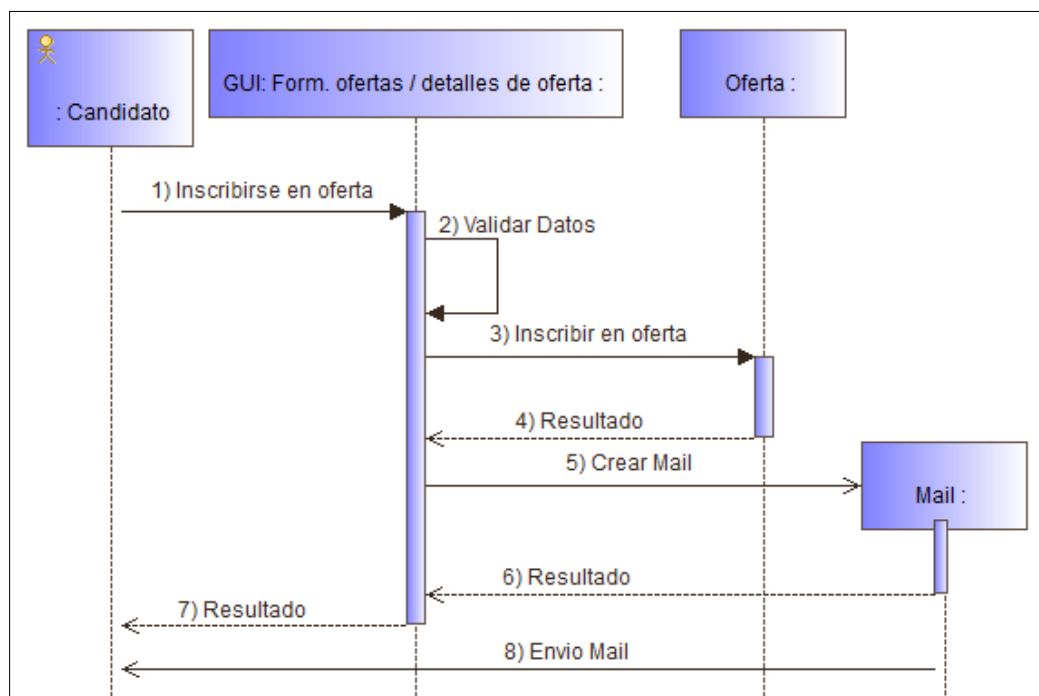 : Candidato
GUI: Form. ofertas / detalles de oferta :
Oferta :
1) Inscribirse en oferta
2) Validar Datos
3) Inscribir en oferta
4) Resultado
5) Crear Mail
Mail :
6) Resultado
7) Resultado
8) Envio Mail